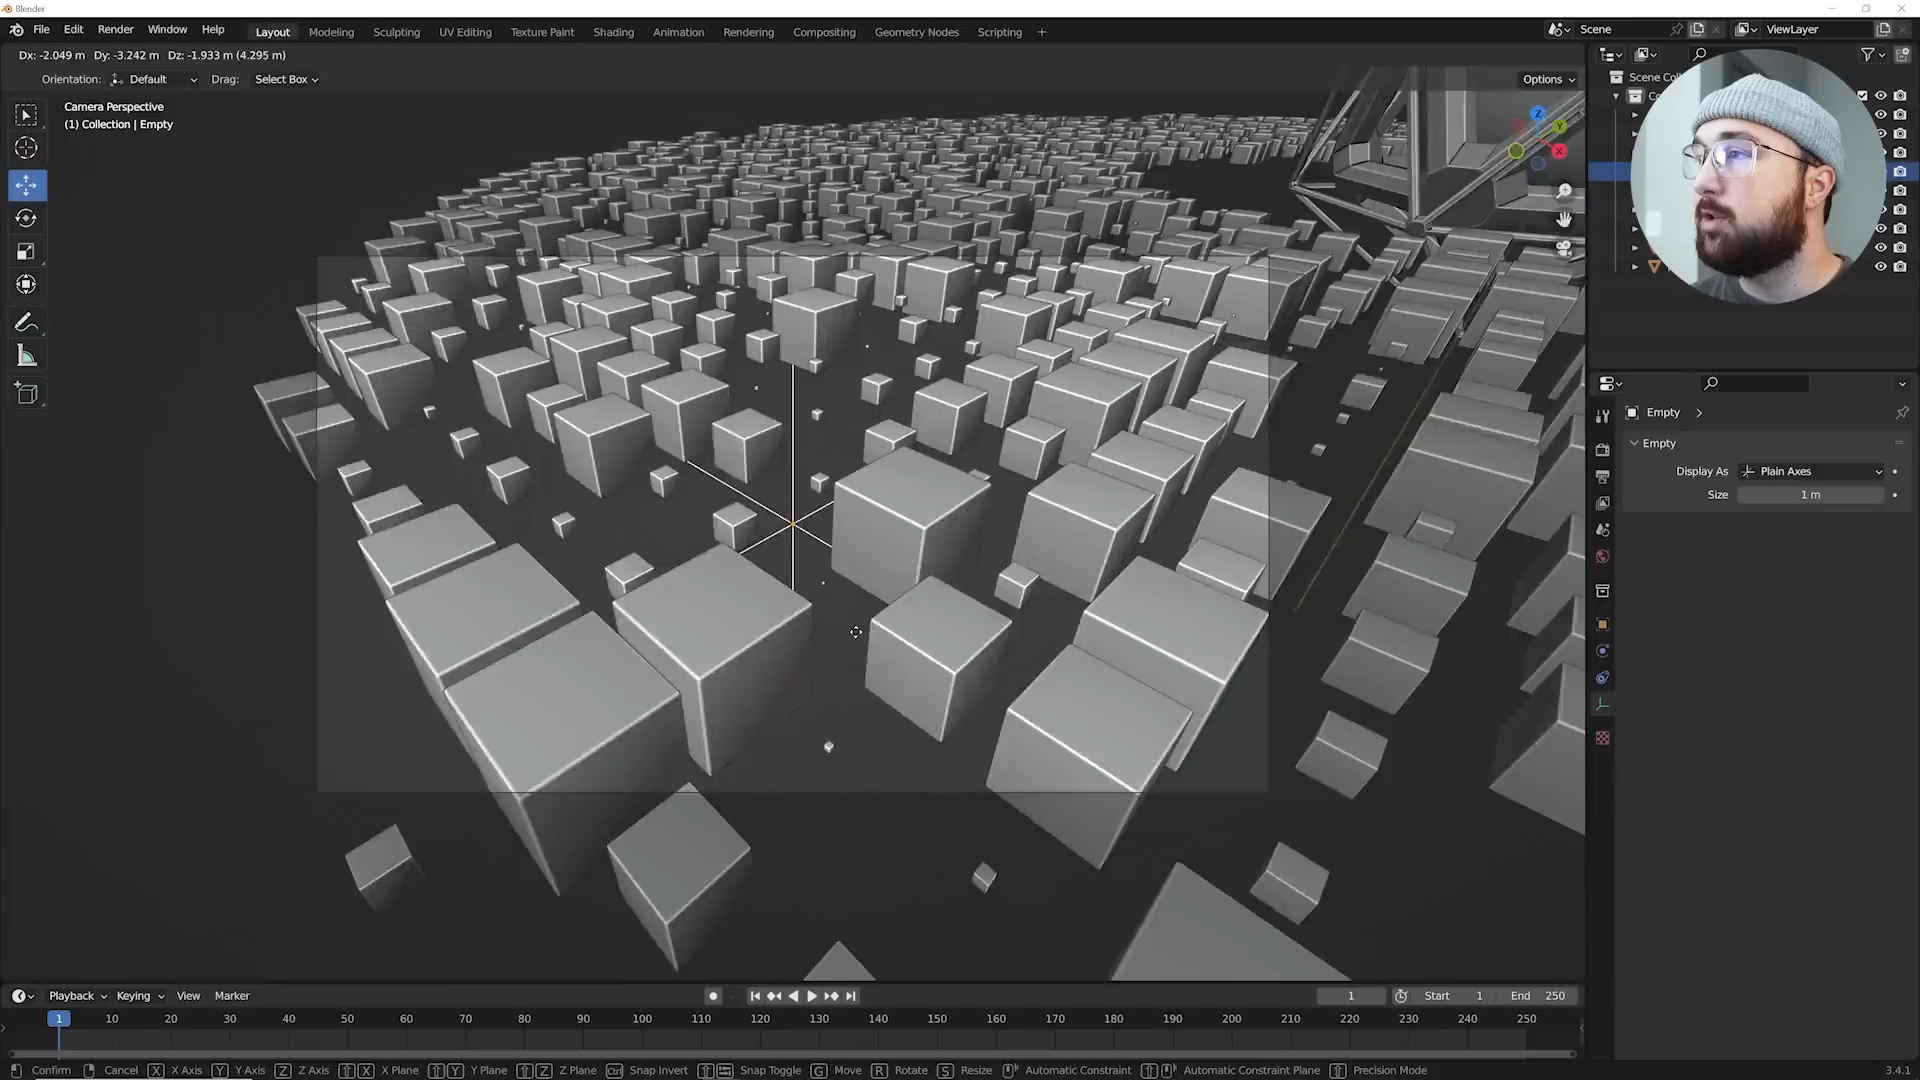 Blender
File Edit Render Window Help Layout Modeling Sculpting UV Editing Texture Paint Shading Animation Rendering Compositing Geometry Nodes Scripting + Scene ViewLayer
Dx: -2.049 m Dy: -3.242 m Dz: -1.933 m (4.295 m)
Orientation: Default Drag: Select Box Options
Scene Col
Camera Perspective
(1) Collection | Empty
Z
Y
X
Empty
Empty
Display As Plain Axes
Size 1 m
Playback Keying View Marker 1 Start 1 End 250
1 10 20 30 40 50 60 70 80 90 100 110 120 130 140 150 160 170 180 190 200 210 220 230 240 250
Confirm Cancel X X Axis Y Y Axis Z Z Axis X X Plane Y Y Plane Z Z Plane Ctrl Snap Invert Snap Toggle G Move R Rotate S Resize Automatic Constraint Automatic Constraint Plane Precision Mode 3.4.1